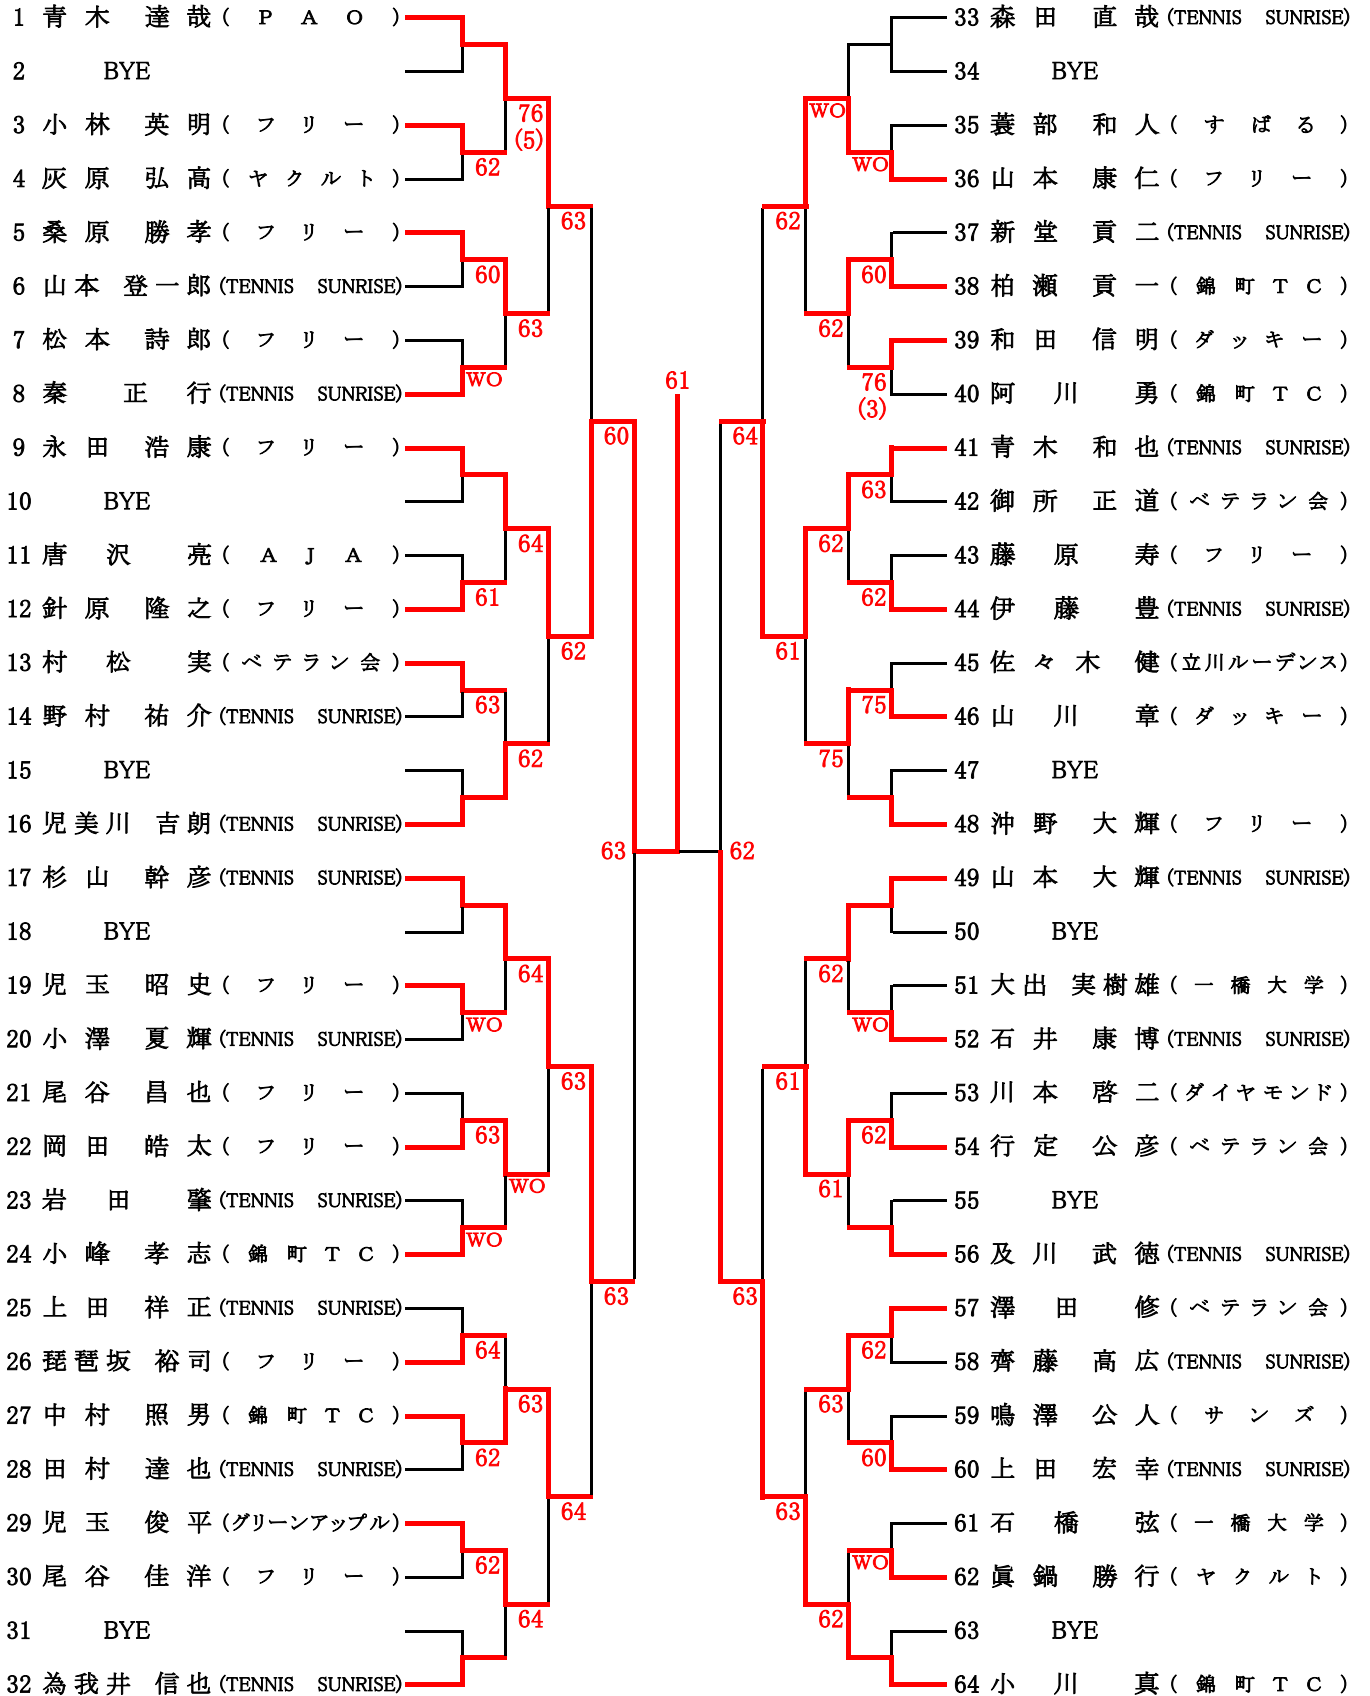 1 青木 達哉 ( P A O )
2 BYE
3 小林 英明 ( フリー )
4 灰原 弘高 ( ヤクルト )
5 桑原 勝孝 ( フリー )
6 山本 登一郎 (TENNIS SUNRISE)
7 松本 詩郎 ( フリー )
8 秦 正行 (TENNIS SUNRISE)
9 永田 浩康 ( フリー )
10 BYE
11 唐沢 亮 ( A J A )
12 針原 隆之 ( フリー )
13 村松 実 ( ベテラン会 )
14 野村 祐介 (TENNIS SUNRISE)
15 BYE
16 児美川 吉朗 (TENNIS SUNRISE)
17 杉山 幹彦 (TENNIS SUNRISE)
18 BYE
19 児玉 昭史 ( フリー )
20 小澤 夏輝 (TENNIS SUNRISE)
21 尾谷 昌也 ( フリー )
22 岡田 皓太 ( フリー )
23 岩田 肇 (TENNIS SUNRISE)
24 小峰 孝志 ( 錦町TC )
25 上田 祥正 (TENNIS SUNRISE)
26 琵琶坂 裕司 ( フリー )
27 中村 照男 ( 錦町TC )
28 田村 達也 (TENNIS SUNRISE)
29 児玉 俊平 (グリーンアップル)
30 尾谷 佳洋 ( フリー )
31 BYE
32 為我井 信也 (TENNIS SUNRISE)
62
60
WO
61
63
WO
63
WO
64
62
62
76
(5)
63
64
62
64
WO
63
64
63
62
63
64
60
63
63
61
62
64
63
62
61
61
63
62
62
75
62
61
63
62
WO
WO
60
76
(3)
63
62
75
WO
62
62
60
WO
33 森田 直哉 (TENNIS SUNRISE)
34 BYE
35 蓑部 和人 ( すばる )
36 山本 康仁 ( フリー )
37 新堂 貢二 (TENNIS SUNRISE)
38 柏瀬 貢一 ( 錦町TC )
39 和田 信明 ( ダッキー )
40 阿川 勇 ( 錦町TC )
41 青木 和也 (TENNIS SUNRISE)
42 御所 正道 ( ベテラン会 )
43 藤原 寿 ( フリー )
44 伊藤 豊 (TENNIS SUNRISE)
45 佐々木 健 (立川ルーデンス)
46 山川 章 ( ダッキー )
47 BYE
48 沖野 大輝 ( フリー )
49 山本 大輝 (TENNIS SUNRISE)
50 BYE
51 大出 実樹雄 ( 一橋大学 )
52 石井 康博 (TENNIS SUNRISE)
53 川本 啓二 (ダイヤモンド)
54 行定 公彦 ( ベテラン会 )
55 BYE
56 及川 武徳 (TENNIS SUNRISE)
57 澤田 修 ( ベテラン会 )
58 齊藤 高広 (TENNIS SUNRISE)
59 鳴澤 公人 ( サンズ )
60 上田 宏幸 (TENNIS SUNRISE)
61 石橋 弦 ( 一橋大学 )
62 眞鍋 勝行 ( ヤクルト )
63 BYE
64 小川 真 ( 錦町TC )